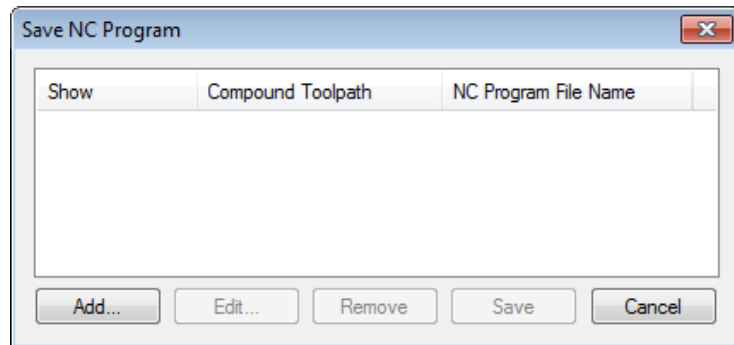 Save NC Program
Show Compound Toolpath NC Program File Name
Add... Edit... Remove Save Cancel